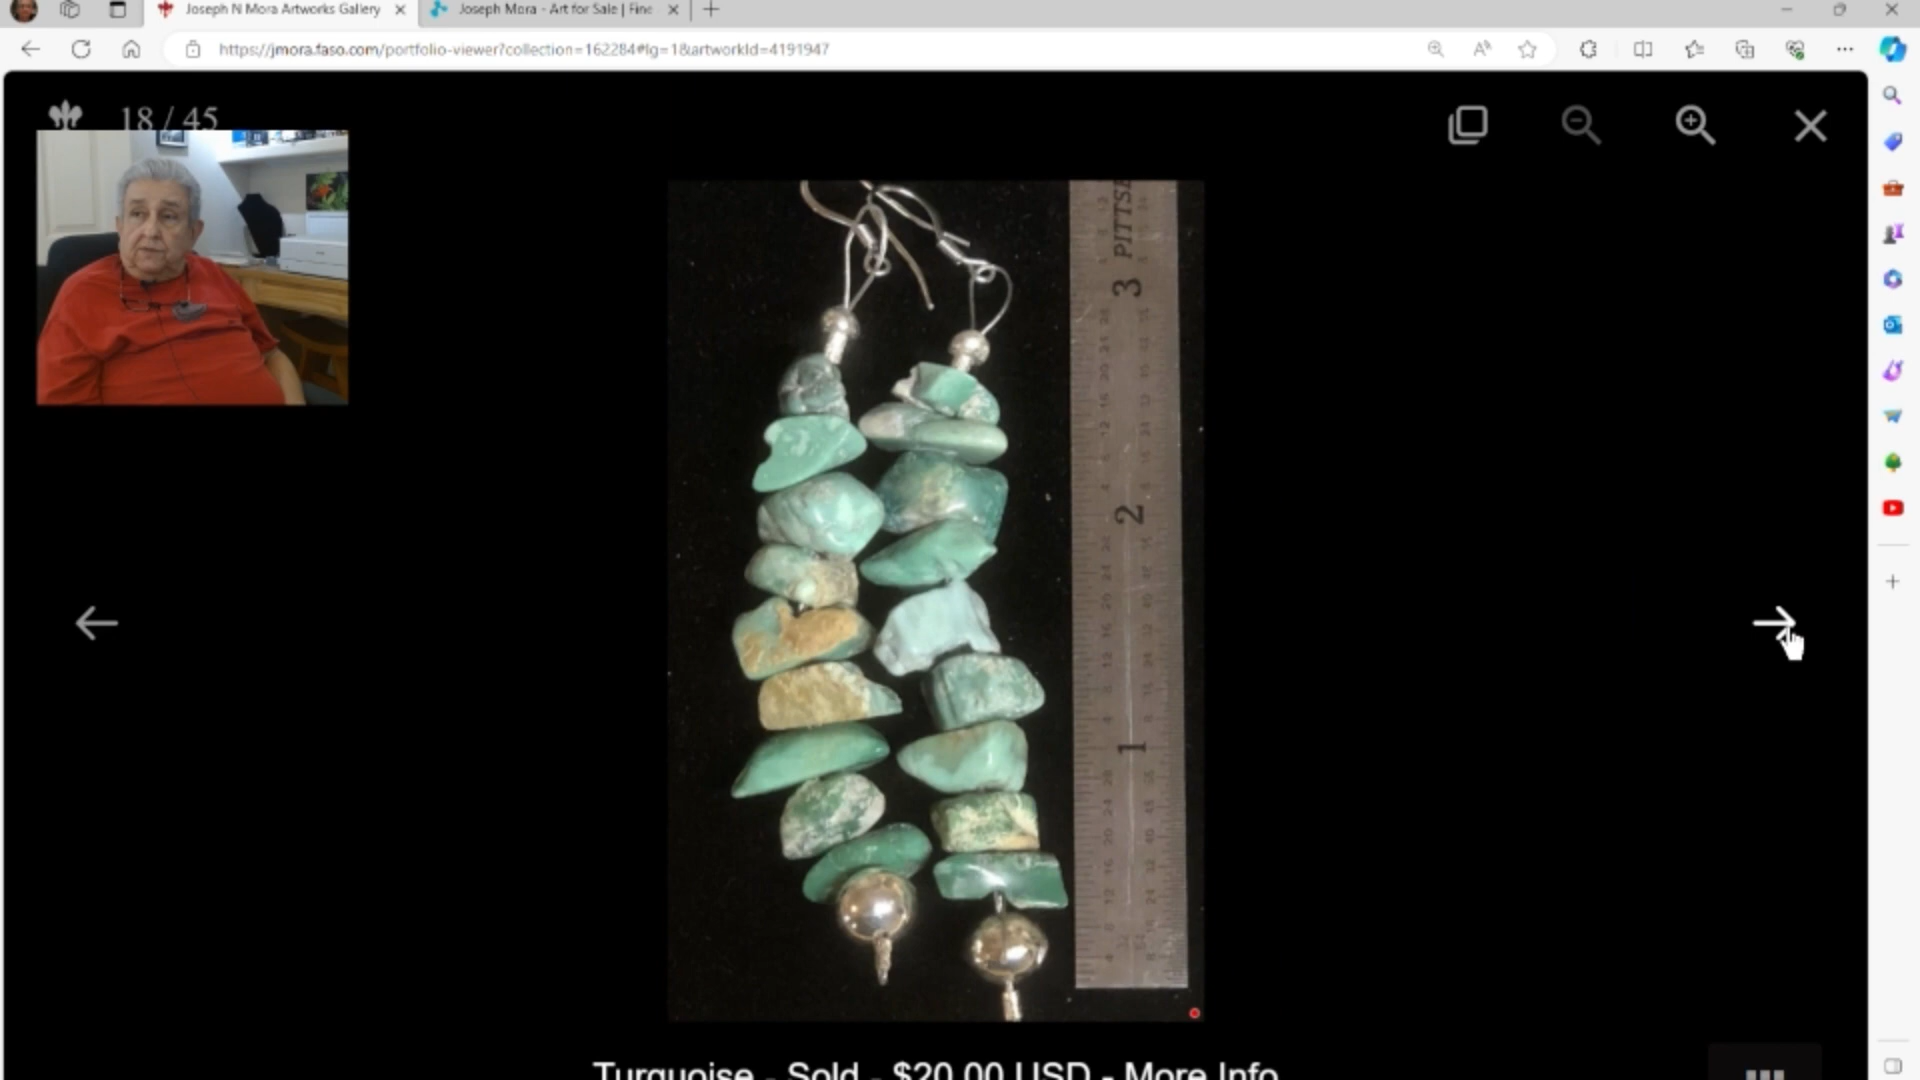 Joseph N Mora Artworks Gallery
Joseph Mora - Art for Sale | Fine
https://jmora.faso.com/portfolio-viewer?collection=162284#lg=1&artworkId=4191947
18 / 45
3
2
1
Turquoise - Sold - $20.00 USD - More Info